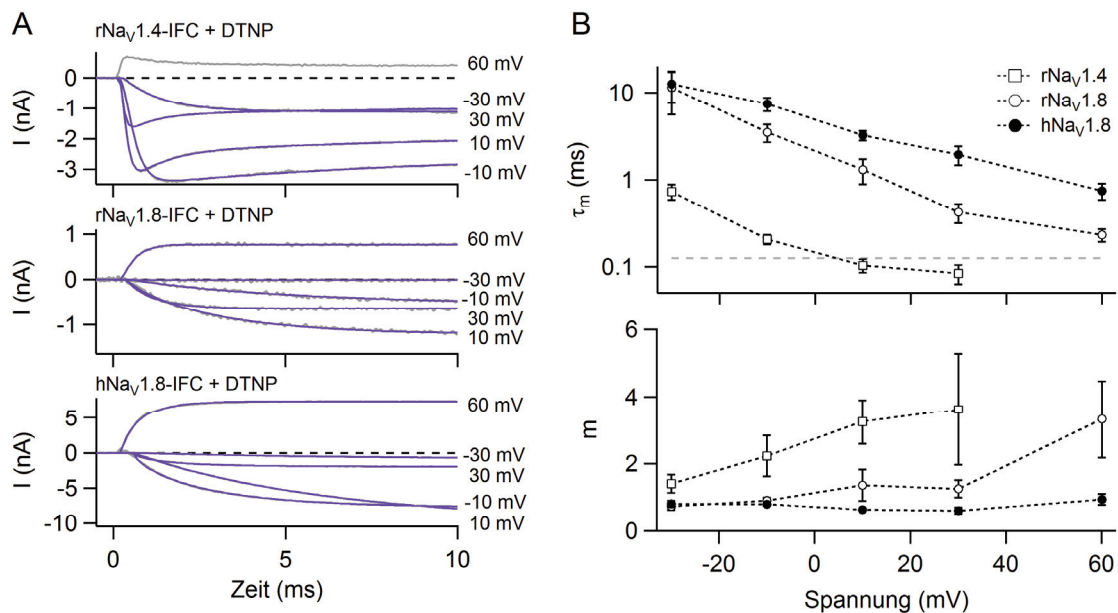 A
rNaV1.4-IFC + DTNP
60 mV
0
-30 mV
-1
30 mV
I (nA)
-2
10 mV
-3
-10 mV
rNaV1.8-IFC + DTNP
1
60 mV
0
-30 mV
I (nA)
-10 mV
30 mV
-1
10 mV
hNaV1.8-IFC + DTNP
60 mV
5
0
-30 mV
I (nA)
30 mV
-5
-10 mV
-10
10 mV
0 5 10
Zeit (ms)
B
rNaV1.4
rNaV1.8
hNaV1.8
10
1
0.1
τm (ms)
6
4
2
0
m
-20 0 20 40 60
Spannung (mV)